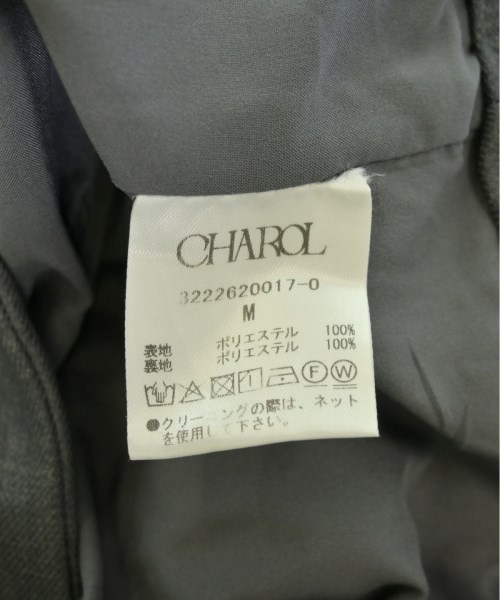 CHAROL
3222620017-0
M
表地 ポリエステル 100%
裏地 ポリエステル 100%
F W
●クリーニングの際は、ネット
を使用して下さい。